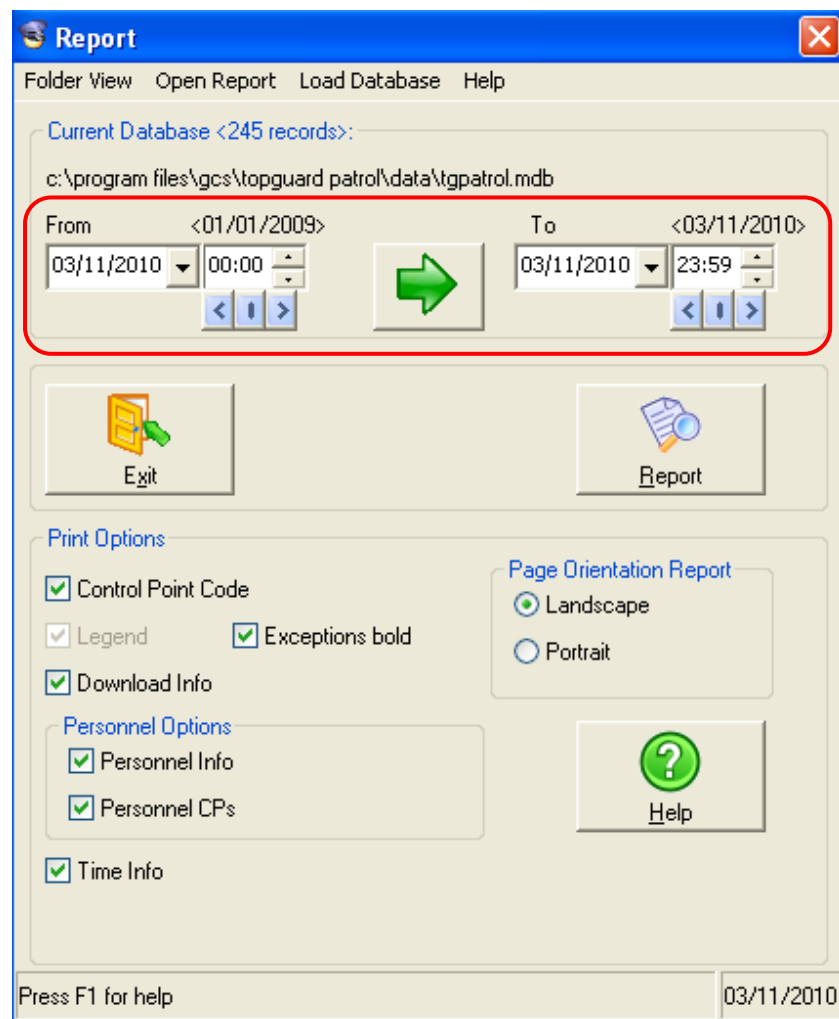 Report
Folder View Open Report Load Database Help
Current Database <245 records>:
c:\program files\gcs\topguard patrol\data\tgpatrol.mdb
From <01/01/2009> To <03/11/2010>
03/11/2010 00:00 03/11/2010 23:59
Exit Report
Print Options
Page Orientation Report
Control Point Code
Landscape
Legend Exceptions bold
Portrait
Download Info
Personnel Options
Personnel Info
Personnel CPs
Help
Time Info
Press F1 for help 03/11/2010